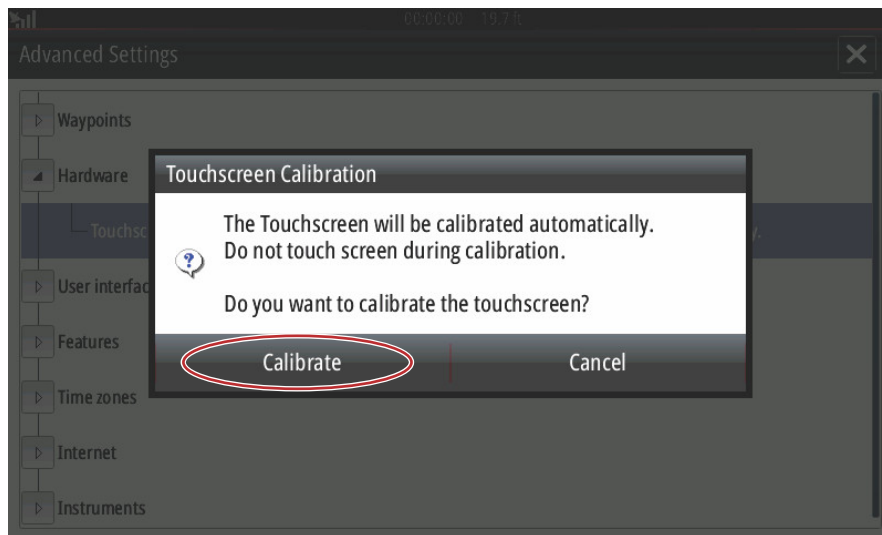 00:00:00 19.7 ft
Advanced Settings
Waypoints
Hardware
Touchscreen Calibration
The Touchscreen will be calibrated automatically.
Do not touch screen during calibration.
Do you want to calibrate the touchscreen?
Calibrate Cancel
Touchsc y.
User interfac
Features
Time zones
Internet
Instruments